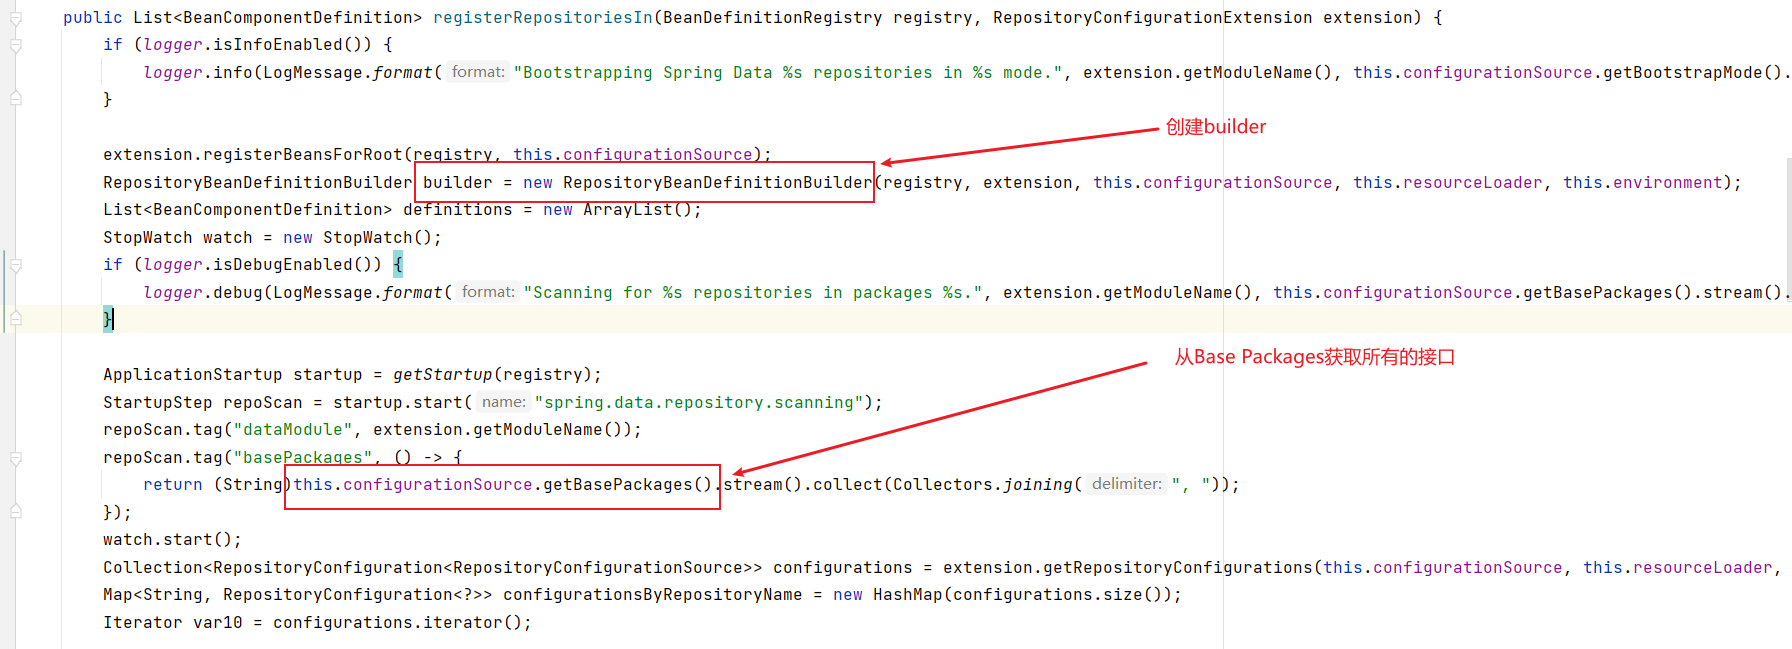 public List<BeanComponentDefinition> registerRepositoriesIn(BeanDefinitionRegistry registry, RepositoryConfigurationExtension extension) {
if (logger.isInfoEnabled()) {
logger.info(LogMessage.format( format: "Bootstrapping Spring Data %s repositories in %s mode.", extension.getModuleName(), this.configurationSource.getBootstrapMode().
}
创建builder
extension.registerBeansForRoot(registry, this.configurationSource);
RepositoryBeanDefinitionBuilder builder = new RepositoryBeanDefinitionBuilder(registry, extension, this.configurationSource, this.resourceLoader, this.environment);
List<BeanComponentDefinition> definitions = new ArrayList();
StopWatch watch = new StopWatch();
if (logger.isDebugEnabled()) {
logger.debug(LogMessage.format( format: "Scanning for %s repositories in packages %s.", extension.getModuleName(), this.configurationSource.getBasePackages().stream().
}
从Base Packages获取所有的接口
ApplicationStartup startup = getStartup(registry);
StartupStep repoScan = startup.start( name: "spring.data.repository.scanning");
repoScan.tag("dataModule", extension.getModuleName());
repoScan.tag("basePackages", () -> {
return (String)this.configurationSource.getBasePackages().stream().collect(Collectors.joining( delimiter: ", "));
});
watch.start();
Collection<RepositoryConfiguration<RepositoryConfigurationSource>> configurations = extension.getRepositoryConfigurations(this.configurationSource, this.resourceLoader,
Map<String, RepositoryConfiguration<?>> configurationsByRepositoryName = new HashMap(configurations.size());
Iterator var10 = configurations.iterator();